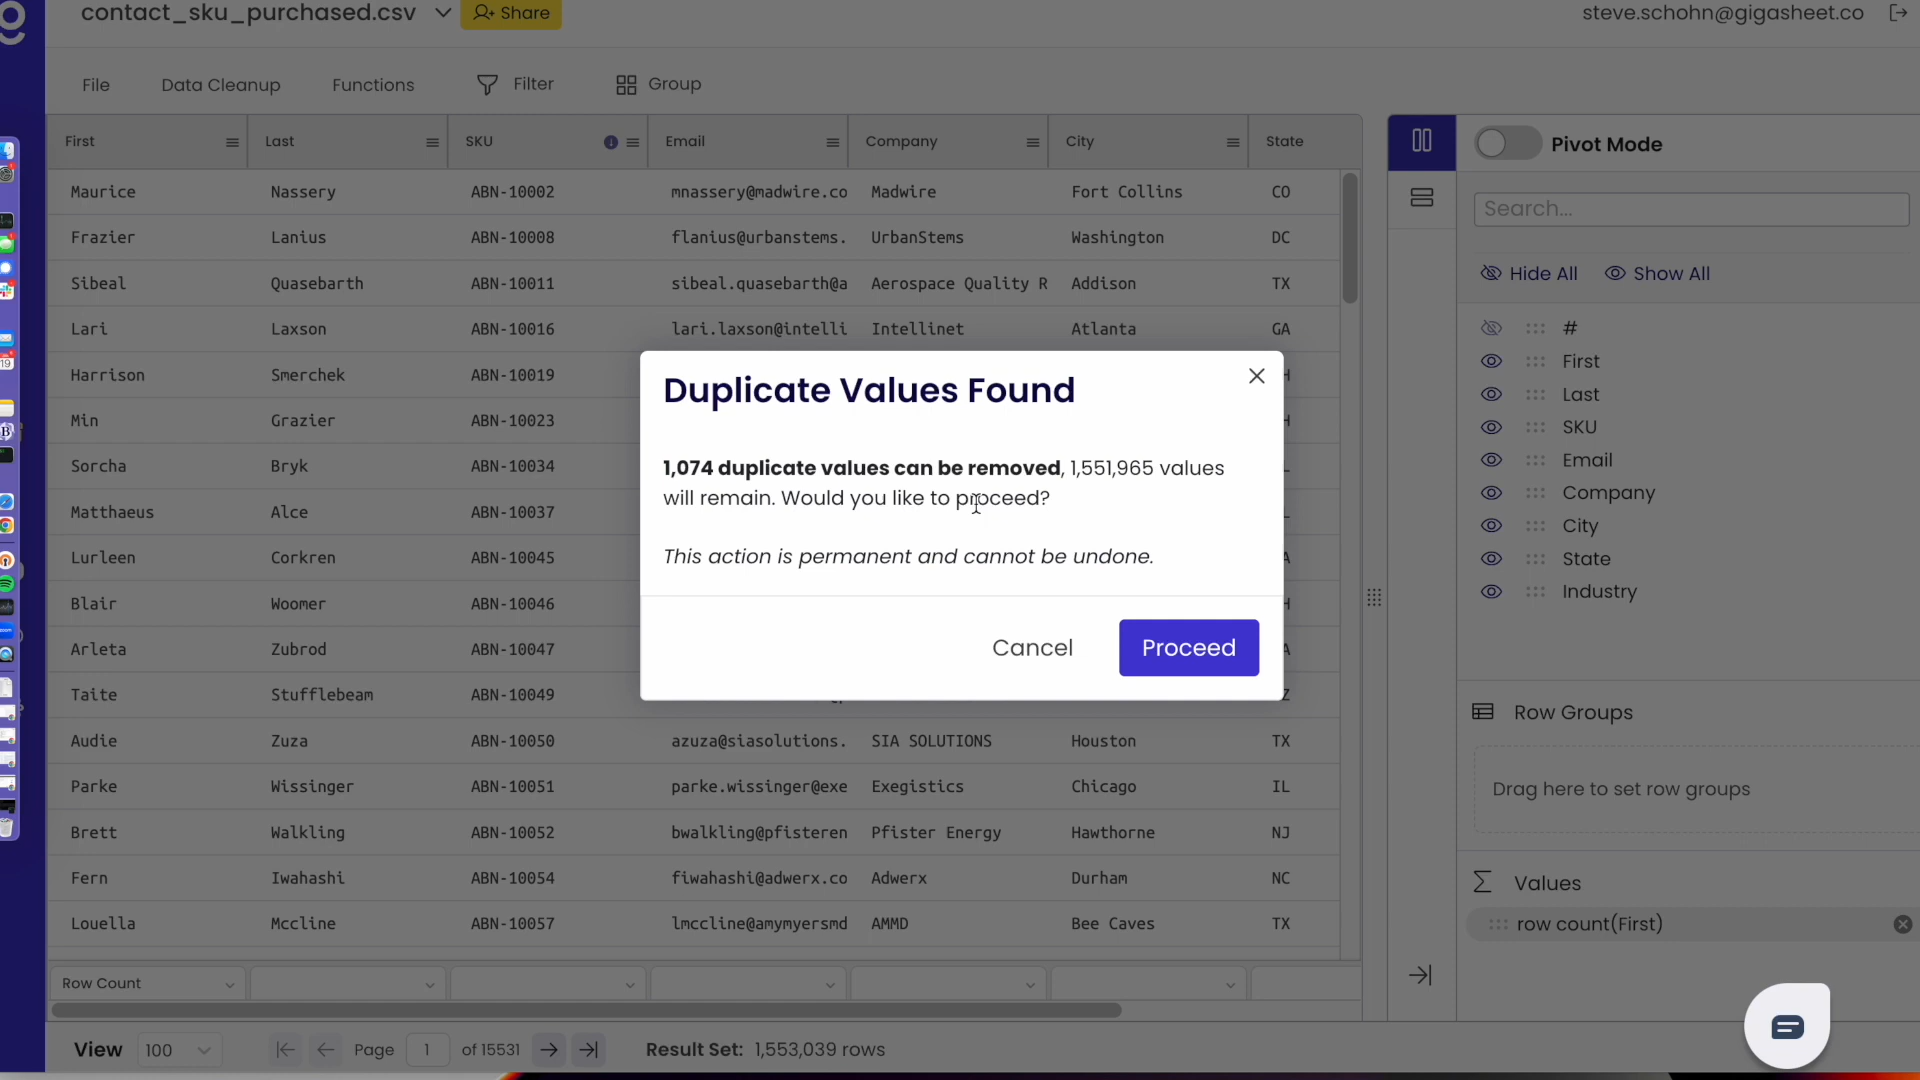 contact_sku_purchased.csv Share steve.schohn@gigasheet.co
File Data Cleanup Functions Filter Group
First Last SKU Email Company City State
Maurice Nassery ABN-10002 mnassery@madwire.co Madwire Fort Collins CO
Frazier Lanius ABN-10008 flanius@urbanstems. UrbanStems Washington DC
Sibeal Quasebarth ABN-10011 sibeal.quasebarth@a Aerospace Quality R Addison TX
Lari Laxson ABN-10016 lari.laxson@intelli Intellinet Atlanta GA
Harrison Smerchek ABN-10019
Min Grazier ABN-10023
Sorcha Bryk ABN-10034
Matthaeus Alce ABN-10037
Lurleen Corkren ABN-10045
Blair Woomer ABN-10046
Arleta Zubrod ABN-10047
Taite Stufflebeam ABN-10049
Audie Zuza ABN-10050 azuza@siasolutions. SIA SOLUTIONS Houston TX
Parke Wissinger ABN-10051 parke.wissinger@exe Exegistics Chicago IL
Brett Walkling ABN-10052 bwalkling@pfisteren Pfister Energy Hawthorne NJ
Fern Iwahashi ABN-10054 fiwahashi@adwerx.co Adwerx Durham NC
Louella Mccline ABN-10057 lmccline@amymyersmd AMMD Bee Caves TX
Row Count
View 100 Page 1 of 15531 Result Set: 1,553,039 rows
Duplicate Values Found
1,074 duplicate values can be removed, 1,551,965 values
will remain. Would you like to proceed?
This action is permanent and cannot be undone.
Cancel Proceed
Pivot Mode
Search...
Hide All Show All
#
First
Last
SKU
Email
Company
City
State
Industry
Row Groups
Drag here to set row groups
Values
row count(First)